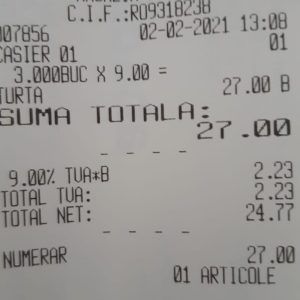 C.I.F.:RO9318238
007856 02-02-2021 13:08
CASIER 01 01
3.000BUC X 9.00 =
TURTA 27.00 B
SUMA TOTALA:
27.00
- - - -
9.00% TVA*B 2.23
TOTAL TVA: 2.23
TOTAL NET: 24.77
- - - -
NUMERAR 27.00
01 ARTICOLE